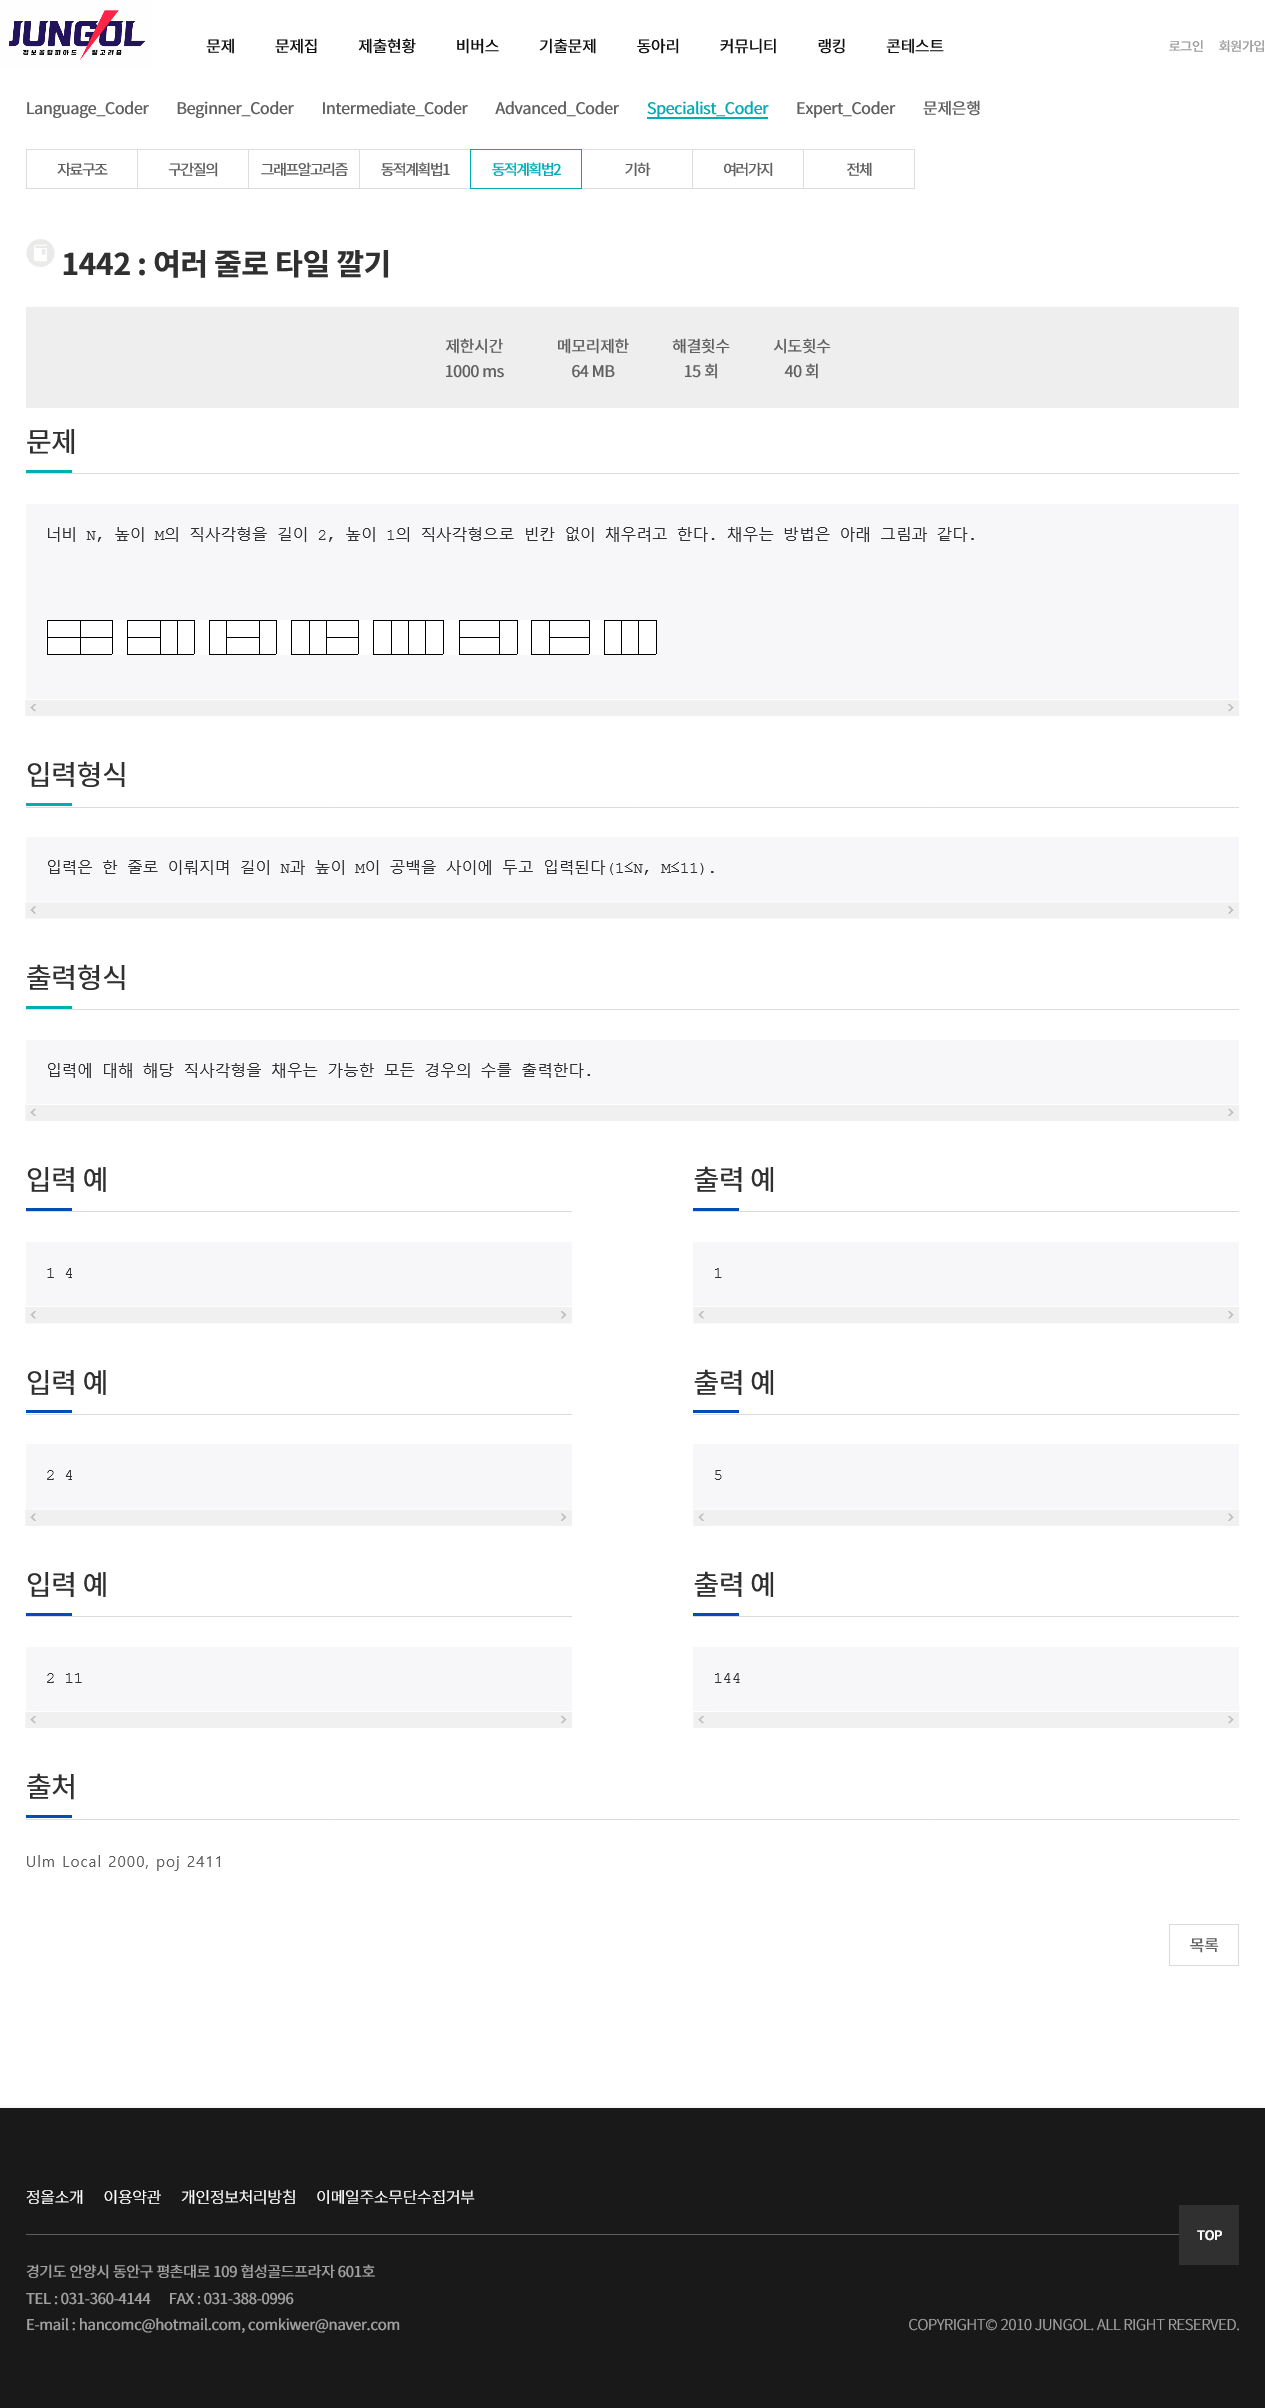 JUNGOL
정보올림피아드 알고리즘
문제 문제집 제출현황 비버스 기출문제 동아리 커뮤니티 랭킹 콘테스트
로그인 회원가입
Language_Coder Beginner_Coder Intermediate_Coder Advanced_Coder Specialist_Coder Expert_Coder 문제은행
자료구조 구간질의 그래프알고리즘 동적계획법1 동적계획법2 기하 여러가지 전체
1442 : 여러 줄로 타일 깔기
제한시간 메모리제한 해결횟수 시도횟수
1000 ms 64 MB 15 회 40 회
문제
너비 N, 높이 M의 직사각형을 길이 2, 높이 1의 직사각형으로 빈칸 없이 채우려고 한다. 채우는 방법은 아래 그림과 같다.
입력형식
입력은 한 줄로 이뤄지며 길이 N과 높이 M이 공백을 사이에 두고 입력된다(1≤N, M≤11).
출력형식
입력에 대해 해당 직사각형을 채우는 가능한 모든 경우의 수를 출력한다.
입력 예
1 4
출력 예
1
입력 예
2 4
출력 예
5
입력 예
2 11
출력 예
144
출처
Ulm Local 2000, poj 2411
목록
정올소개 이용약관 개인정보처리방침 이메일주소무단수집거부
TOP
경기도 안양시 동안구 평촌대로 109 협성골드프라자 601호
TEL : 031-360-4144 FAX : 031-388-0996
E-mail : hancomc@hotmail.com, comkiwer@naver.com
COPYRIGHT© 2010 JUNGOL. ALL RIGHT RESERVED.